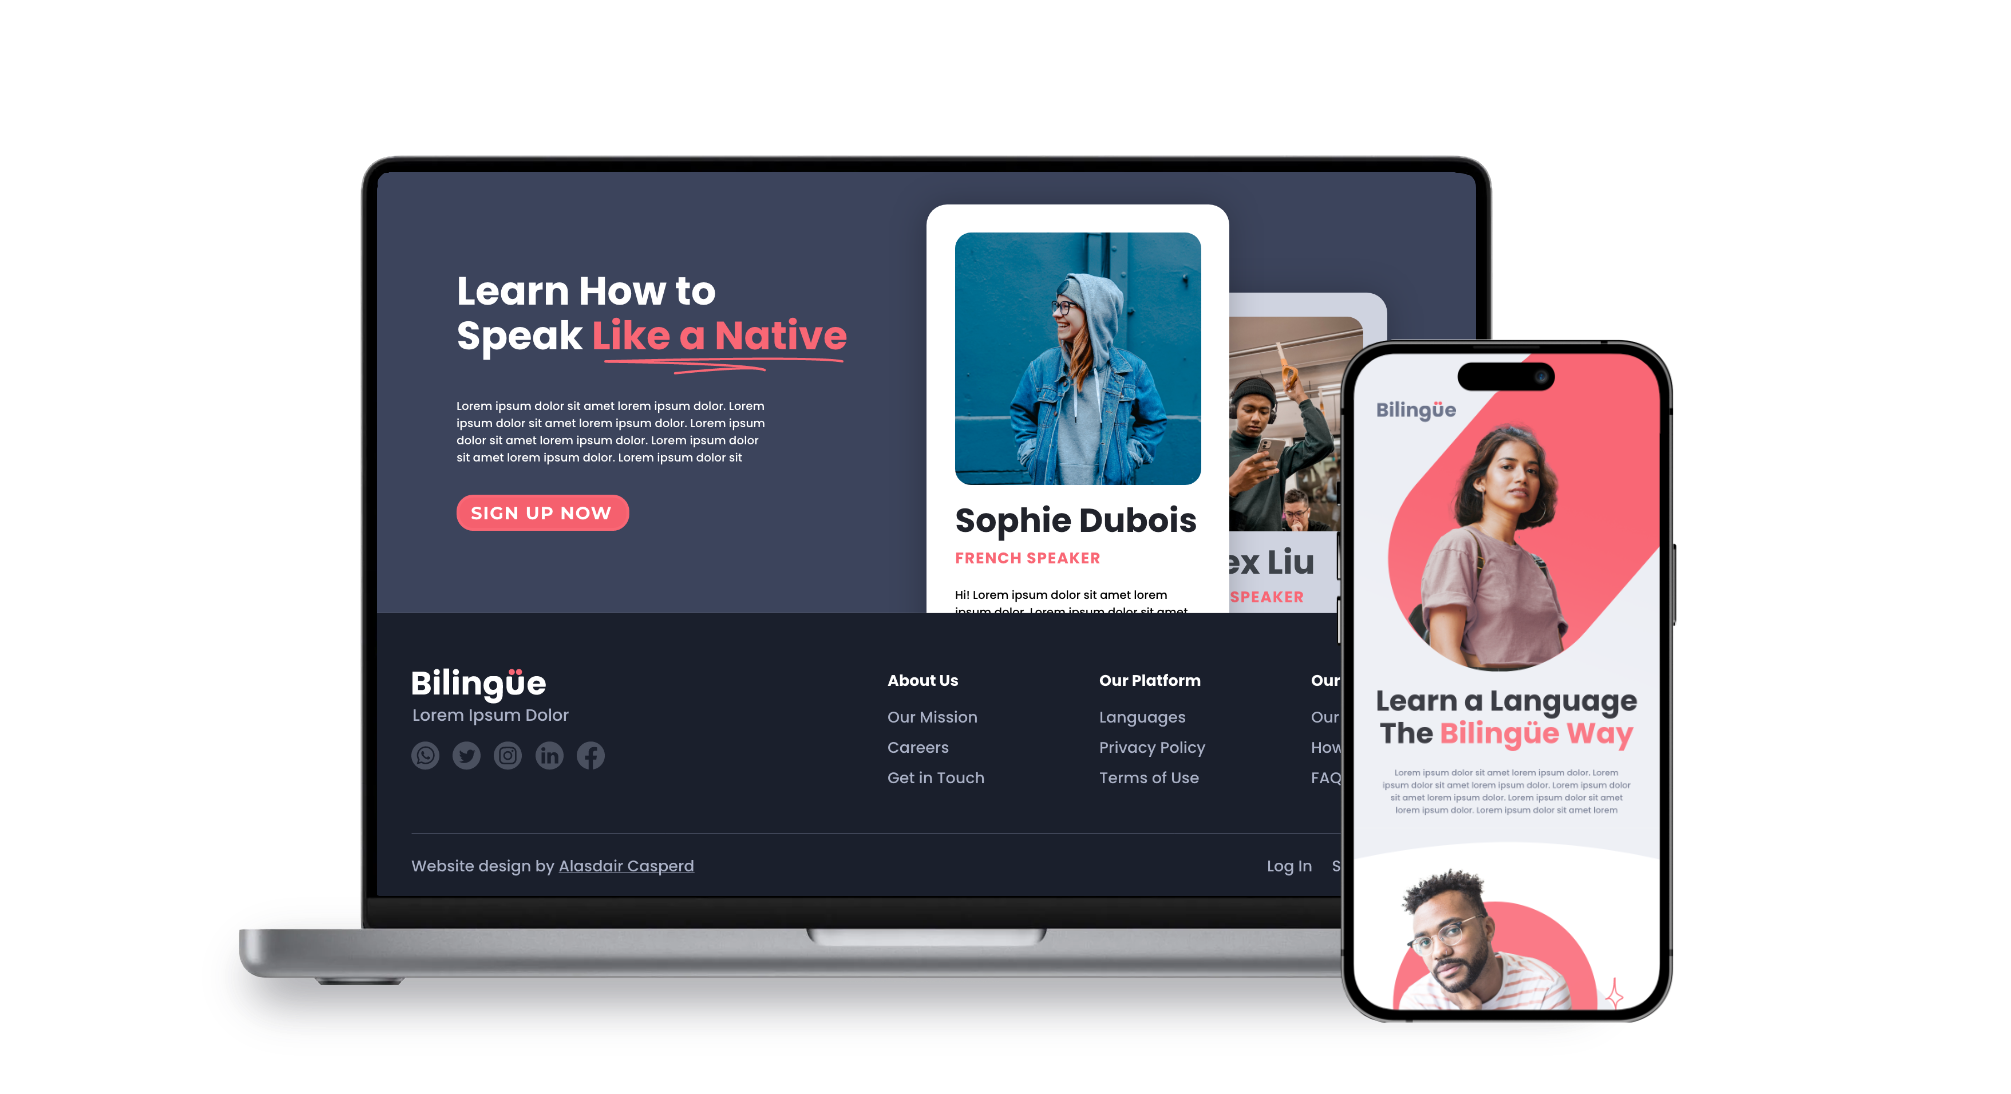 Learn How to
Speak Like a Native
Lorem ipsum dolor sit amet lorem ipsum dolor. Lorem
ipsum dolor sit amet lorem ipsum dolor. Lorem ipsum
dolor sit amet lorem ipsum dolor. Lorem ipsum dolor
sit amet lorem ipsum dolor. Lorem ipsum dolor sit
SIGN UP NOW
Sophie Dubois
FRENCH SPEAKER
Hi! Lorem ipsum dolor sit amet lorem
ipsum dolor. Lorem ipsum dolor sit amet
ex Liu
SPEAKER
Bilingüe
Lorem Ipsum Dolor
About Us
Our Mission
Careers
Get in Touch
Our Platform
Languages
Privacy Policy
Terms of Use
Our
Our
How
FAQ
Website design by Alasdair Casperd
Log In
S
Bilingüe
Learn a Language
The Bilingüe Way
Lorem ipsum dolor sit amet lorem ipsum dolor. Lorem
ipsum dolor sit amet lorem ipsum dolor. Lorem ipsum dolor
sit amet lorem ipsum dolor. Lorem ipsum dolor sit amet
lorem ipsum dolor. Lorem ipsum dolor sit amet lorem